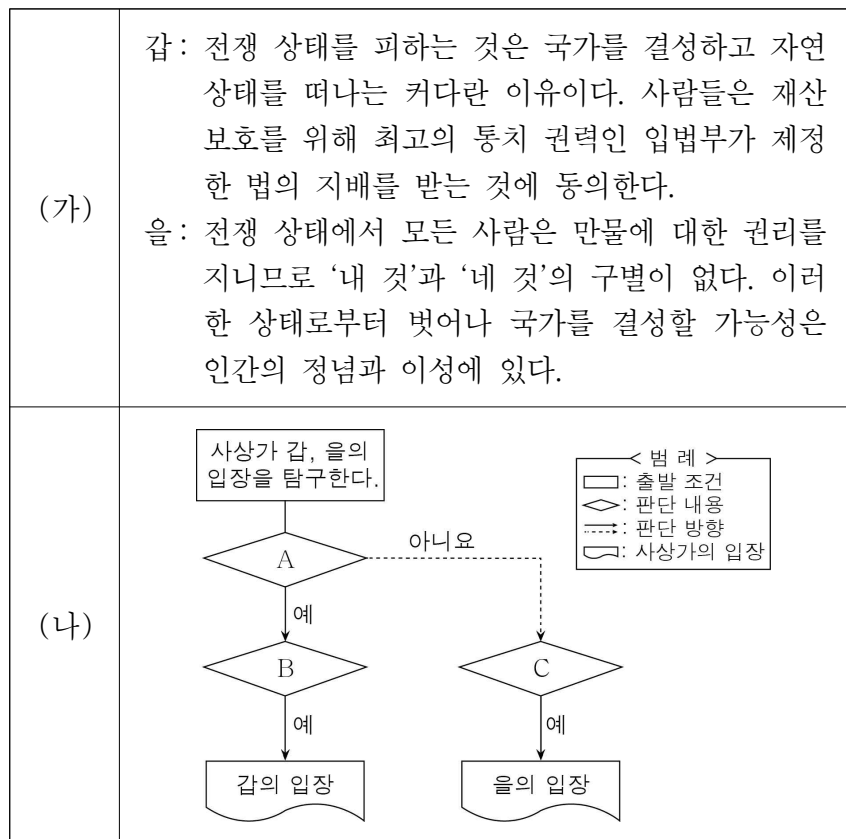 (가)
갑: 전쟁 상태를 피하는 것은 국가를 결성하고 자연
상태를 떠나는 커다란 이유이다. 사람들은 재산
보호를 위해 최고의 통치 권력인 입법부가 제정
한 법의 지배를 받는 것에 동의한다.
을: 전쟁 상태에서 모든 사람은 만물에 대한 권리를
지니므로 ‘내 것’과 ‘네 것’의 구별이 없다. 이러
한 상태로부터 벗어나 국가를 결성할 가능성은
인간의 정념과 이성에 있다.
(나)
사상가 갑, 을의
입장을 탐구한다.
범 례
: 출발 조건
: 판단 내용
: 판단 방향
: 사상가의 입장
A
아니요
예
B
C
예
예
갑의 입장
을의 입장